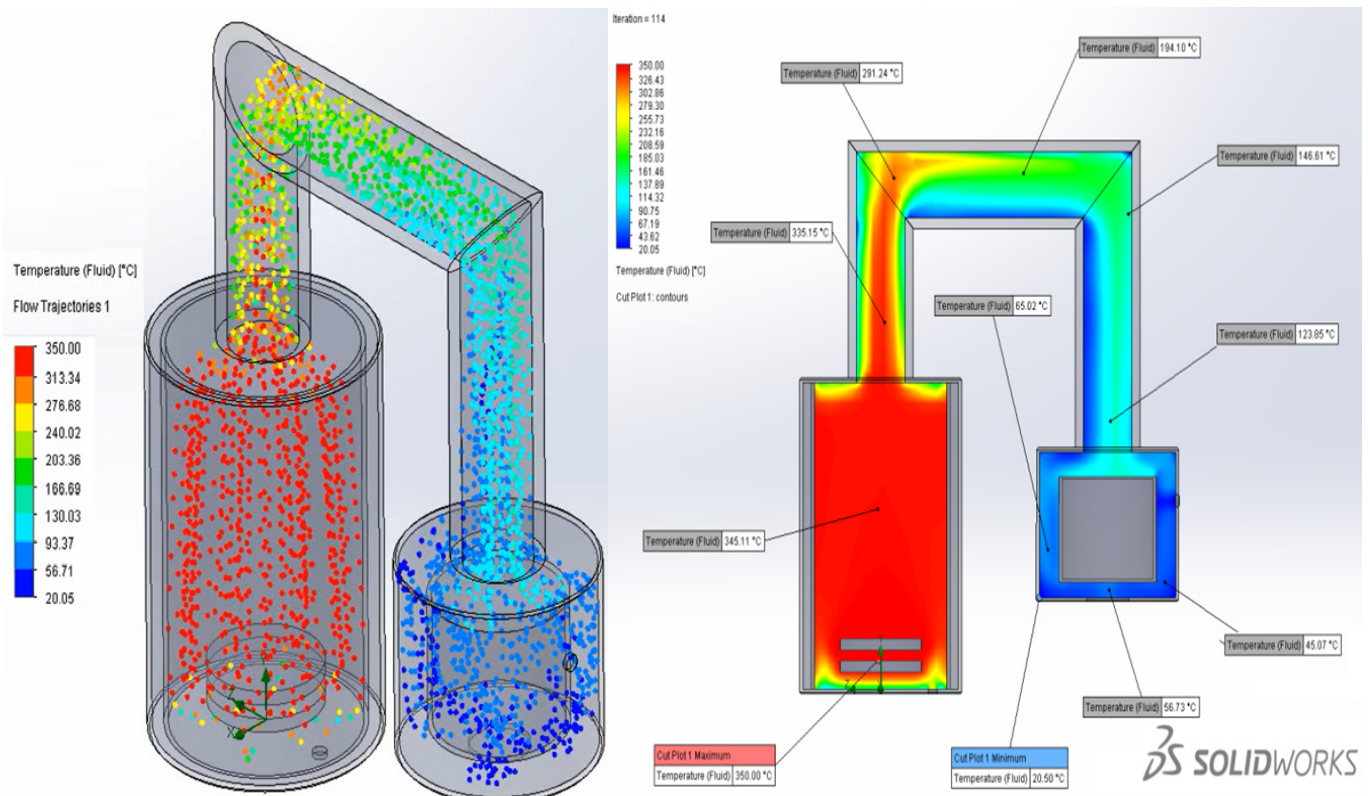 Temperature (Fluid) [°C]
Flow Trajectories 1
350.00
313.34
276.68
240.02
203.36
166.69
130.03
93.37
56.71
20.05
Iteration = 114
350.00
326.43
302.86
279.30
255.73
232.16
208.59
185.03
161.46
137.89
114.32
90.75
67.19
43.62
20.05
Temperature (Fluid) [°C]
Cut Plot 1: contours
Temperature (Fluid) 194.10 °C
Temperature (Fluid) 291.24 °C
Temperature (Fluid) 146.61 °C
Temperature (Fluid) 335.15 °C
Temperature (Fluid) 65.02 °C
Temperature (Fluid) 123.85 °C
Temperature (Fluid) 345.11 °C
Temperature (Fluid) 45.07 °C
Temperature (Fluid) 56.73 °C
Cut Plot 1 Maximum
Temperature (Fluid) 350.00 °C
Cut Plot 1 Minimum
Temperature (Fluid) 20.50 °C
SOLIDWORKS